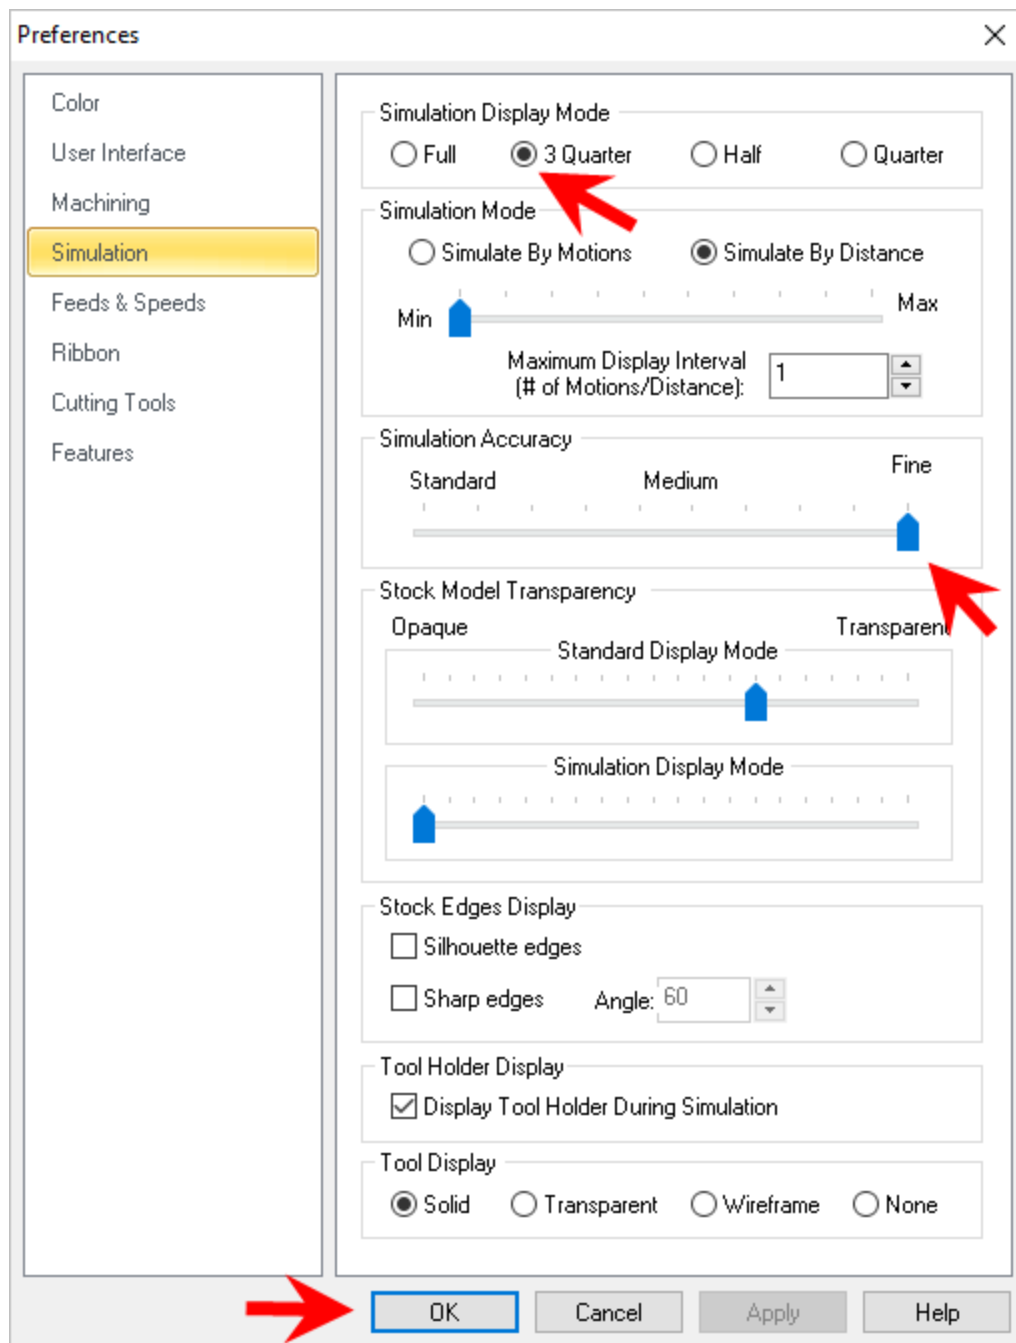 Preferences
Color
User Interface
Machining
Simulation
Feeds & Speeds
Ribbon
Cutting Tools
Features
Simulation Display Mode
Full 3 Quarter Half Quarter
Simulation Mode
Simulate By Motions Simulate By Distance
Min Max
Maximum Display Interval
(# of Motions/Distance): 1
Simulation Accuracy
Standard Medium Fine
Stock Model Transparency
Opaque Transparent
Standard Display Mode
Simulation Display Mode
Stock Edges Display
Silhouette edges
Sharp edges Angle: 60
Tool Holder Display
Display Tool Holder During Simulation
Tool Display
Solid Transparent Wireframe None
OK Cancel Apply Help